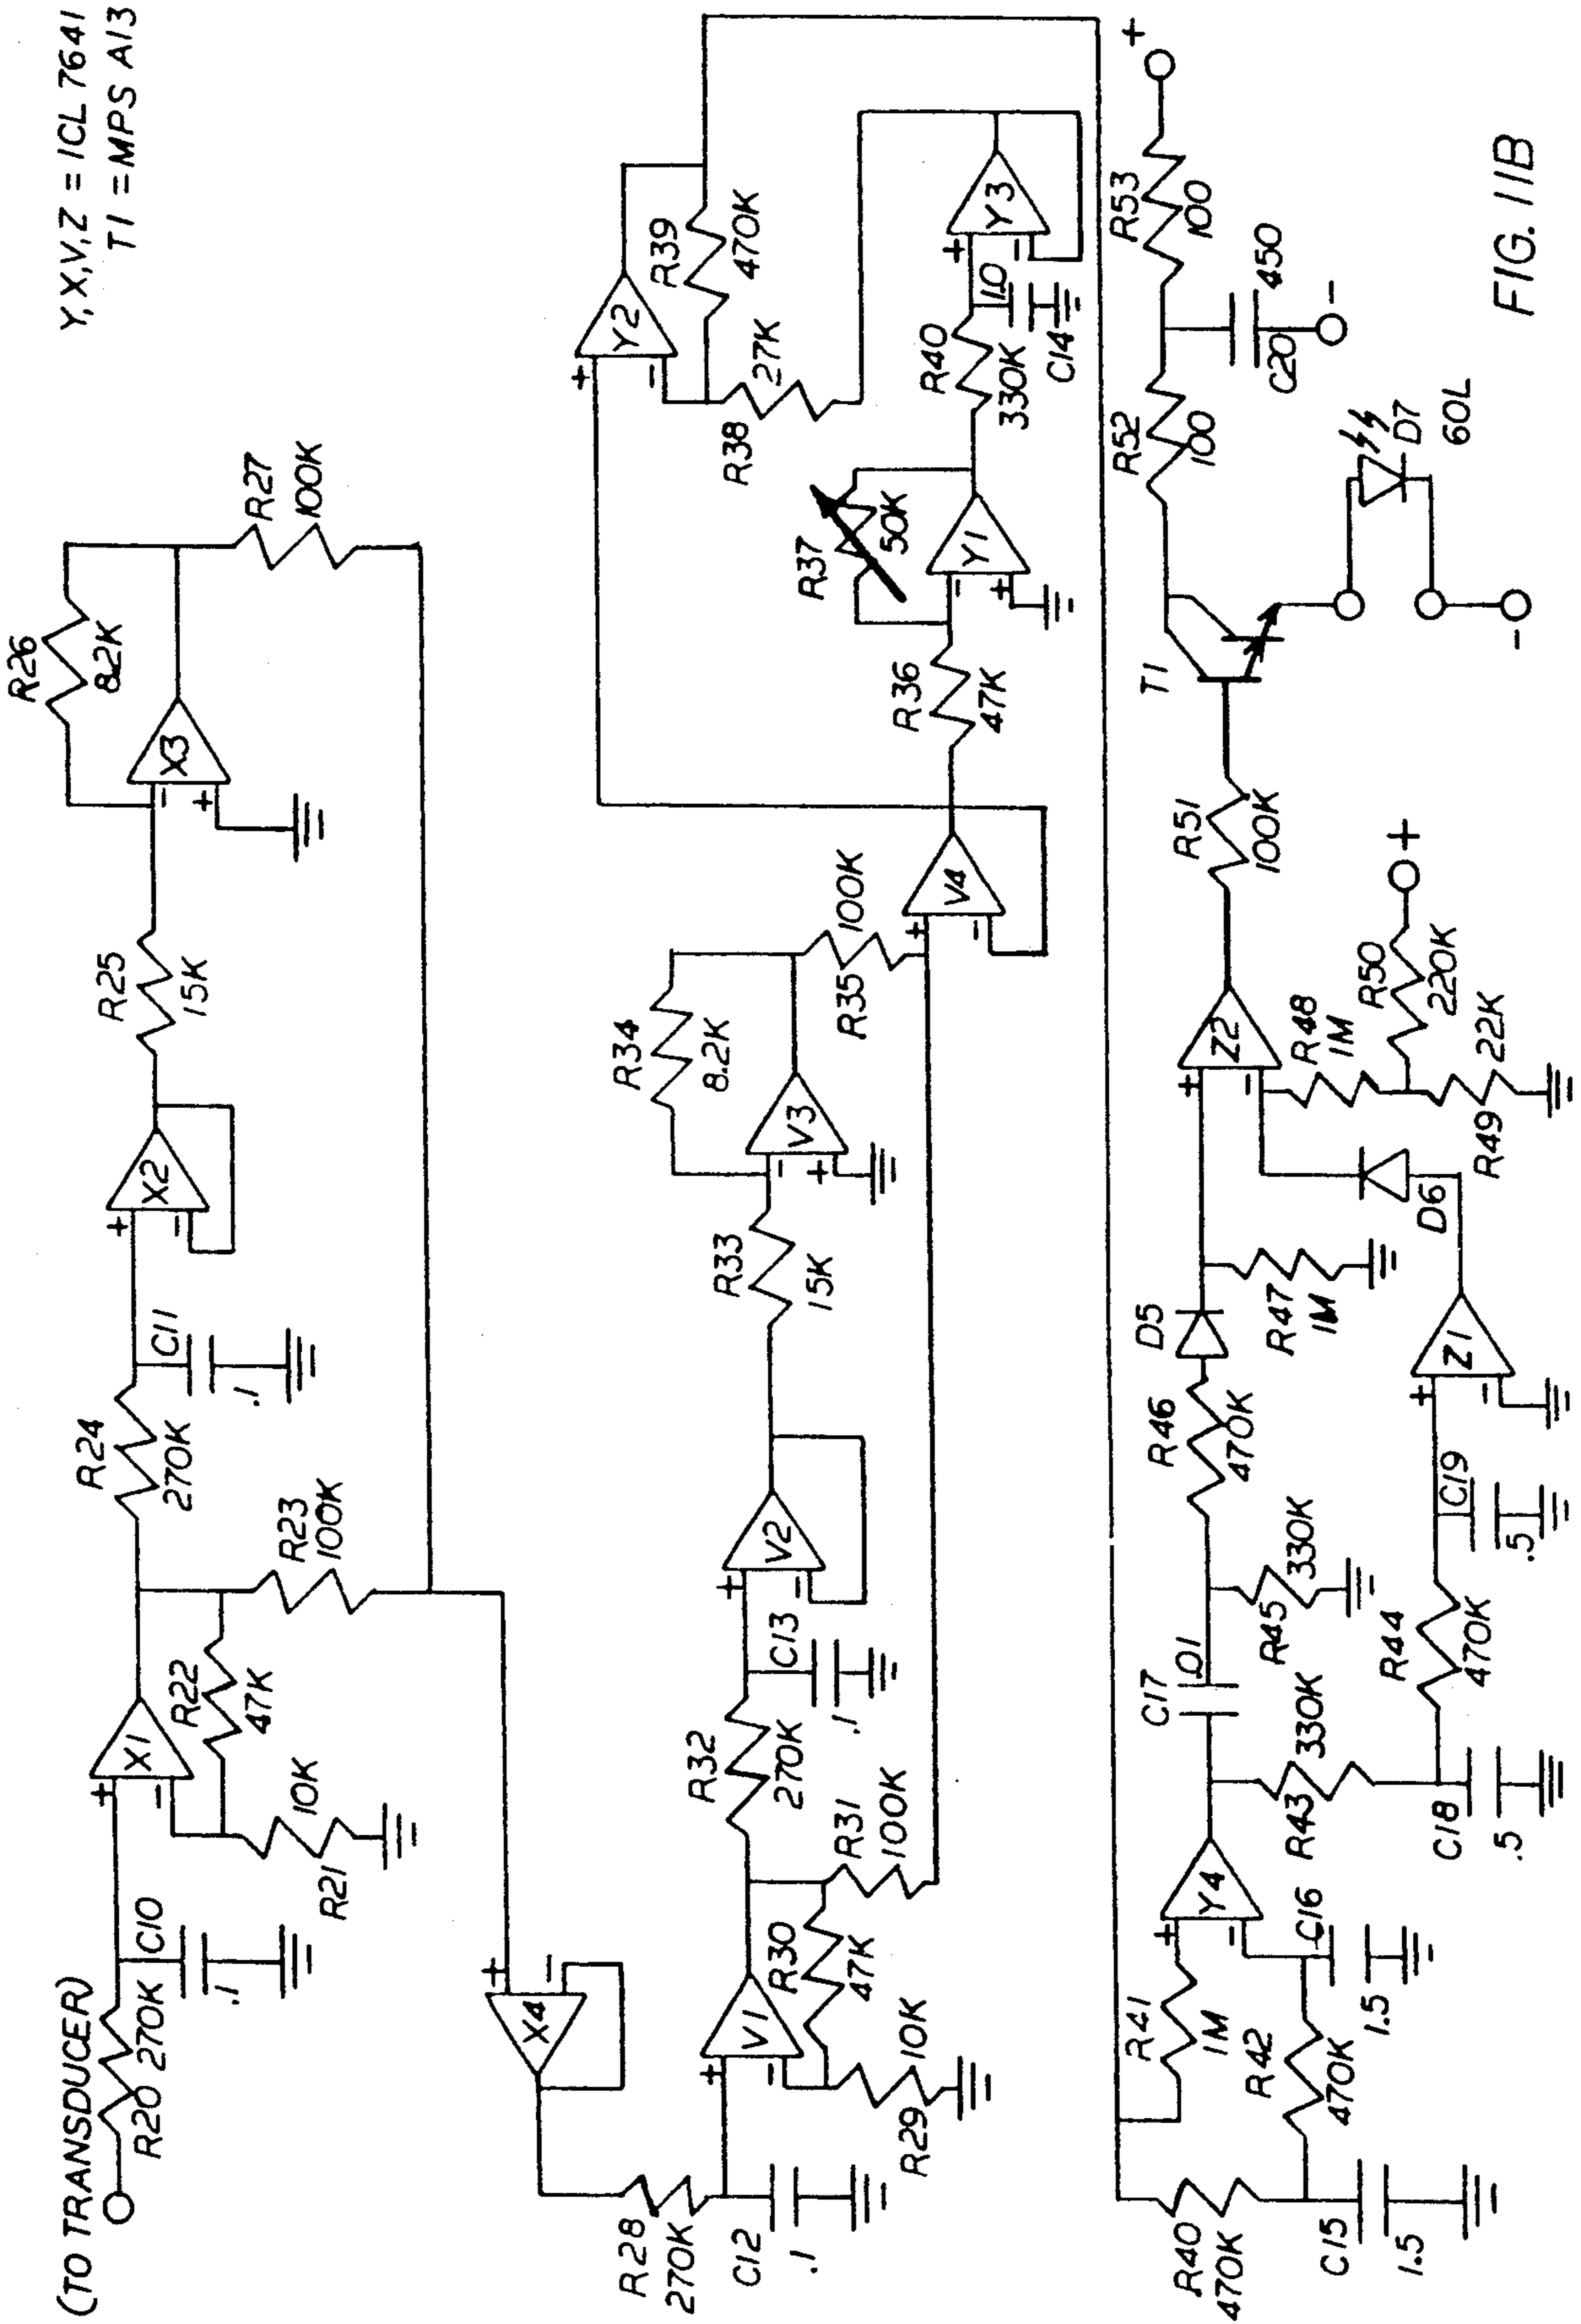 Y,X,V,Z = ICL 7641
T1 = MPS A13
(TO TRANSDUCER)
R20 270K
C10
.1
X1
+
-
R22
47K
10K
R21
R23
100K
R24
270K
C11
.1
X2
+
-
R25
15K
X3
-
+
R26
8.2K
R27
100K
X4
+
-
R28
270K
C12
.1
V1
+
-
R30
47K
10K
R29
R31
100K
R32
270K
C13
.1
V2
+
-
R33
15K
V3
-
+
R34
8.2K
R35
100K
V4
+
-
R36
47K
R37
50K
Y1
-
+
R40
330K
1.0
C14
Y3
+
-
R38
27K
Y2
+
-
R39
470K
R40
470K
C15
1.5
R41
1M
R42
470K
C16
1.5
Y4
+
-
C17
.01
R43
330K
C18
.5
R45
330K
R44
470K
C19
.5
R46
470K
D5
R47
1M
Z1
+
-
D6
Z2
+
-
R48
1M
R49
22K
R50
220K
+
R51
100K
T1
R52
100
C20
450
-
R53
100
+
D7
60L
-
FIG. 11B